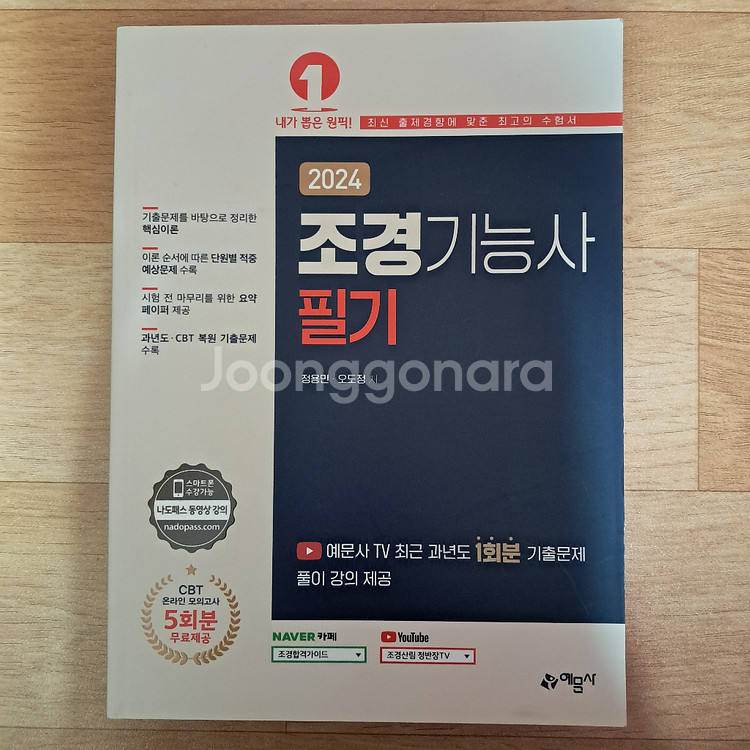 1
내가 뽑은 원픽!
최신 출제경향에 맞춘 최고의 수험서
2024
조경기능사
필기
정용민·오도정 저
기출문제를 바탕으로 정리한
핵심이론
이론 순서에 따른 단원별 적중
예상문제 수록
시험 전 마무리를 위한 요약
페이퍼 제공
과년도·CBT 복원 기출문제
수록
Joonggonara
스마트폰
수강가능
나도패스 동영상 강의
nadopass.com
CBT
온라인 모의고사
5회분
무료제공
예문사 TV 최근 과년도 1회분 기출문제
풀이 강의 제공
NAVER 카페
조경합격가이드
YouTube
조경산림 정반장TV
예문사